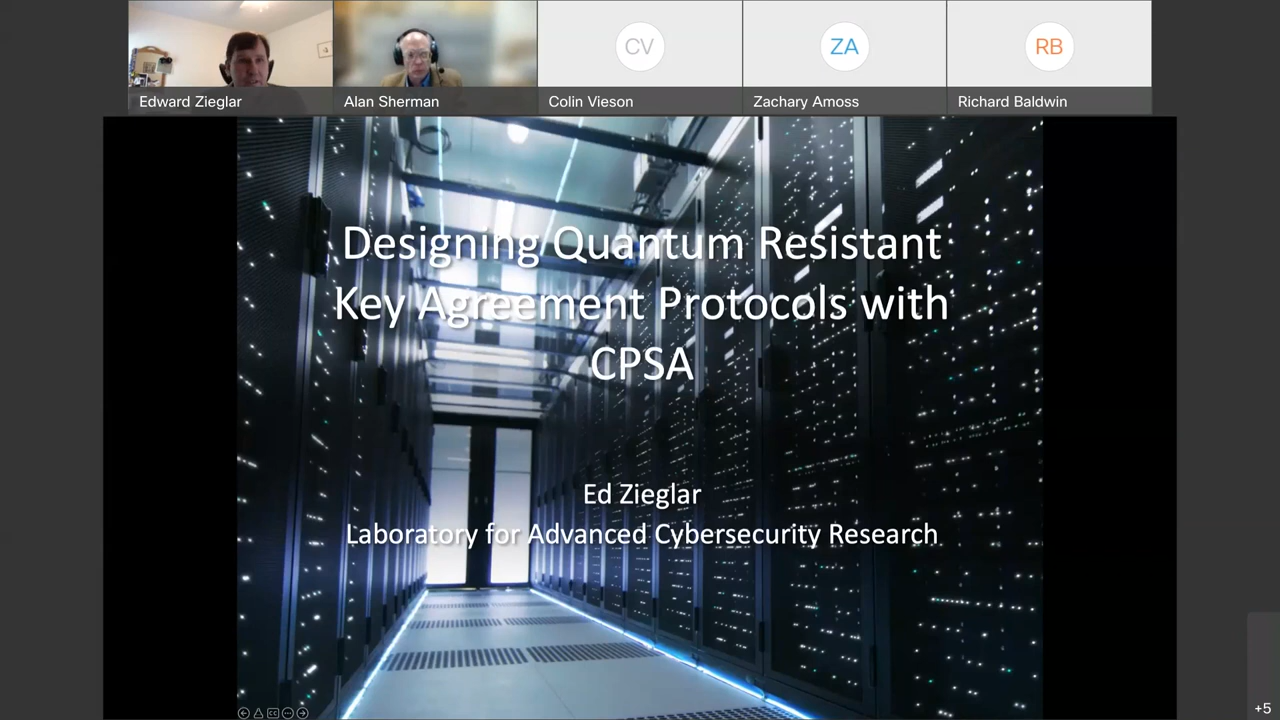 Edward Zieglar
Alan Sherman
CV
Colin Vieson
ZA
Zachary Amoss
RB
Richard Baldwin
Designing Quantum Resistant
Key Agreement Protocols with
CPSA
Ed Zieglar
Laboratory for Advanced Cybersecurity Research
+5